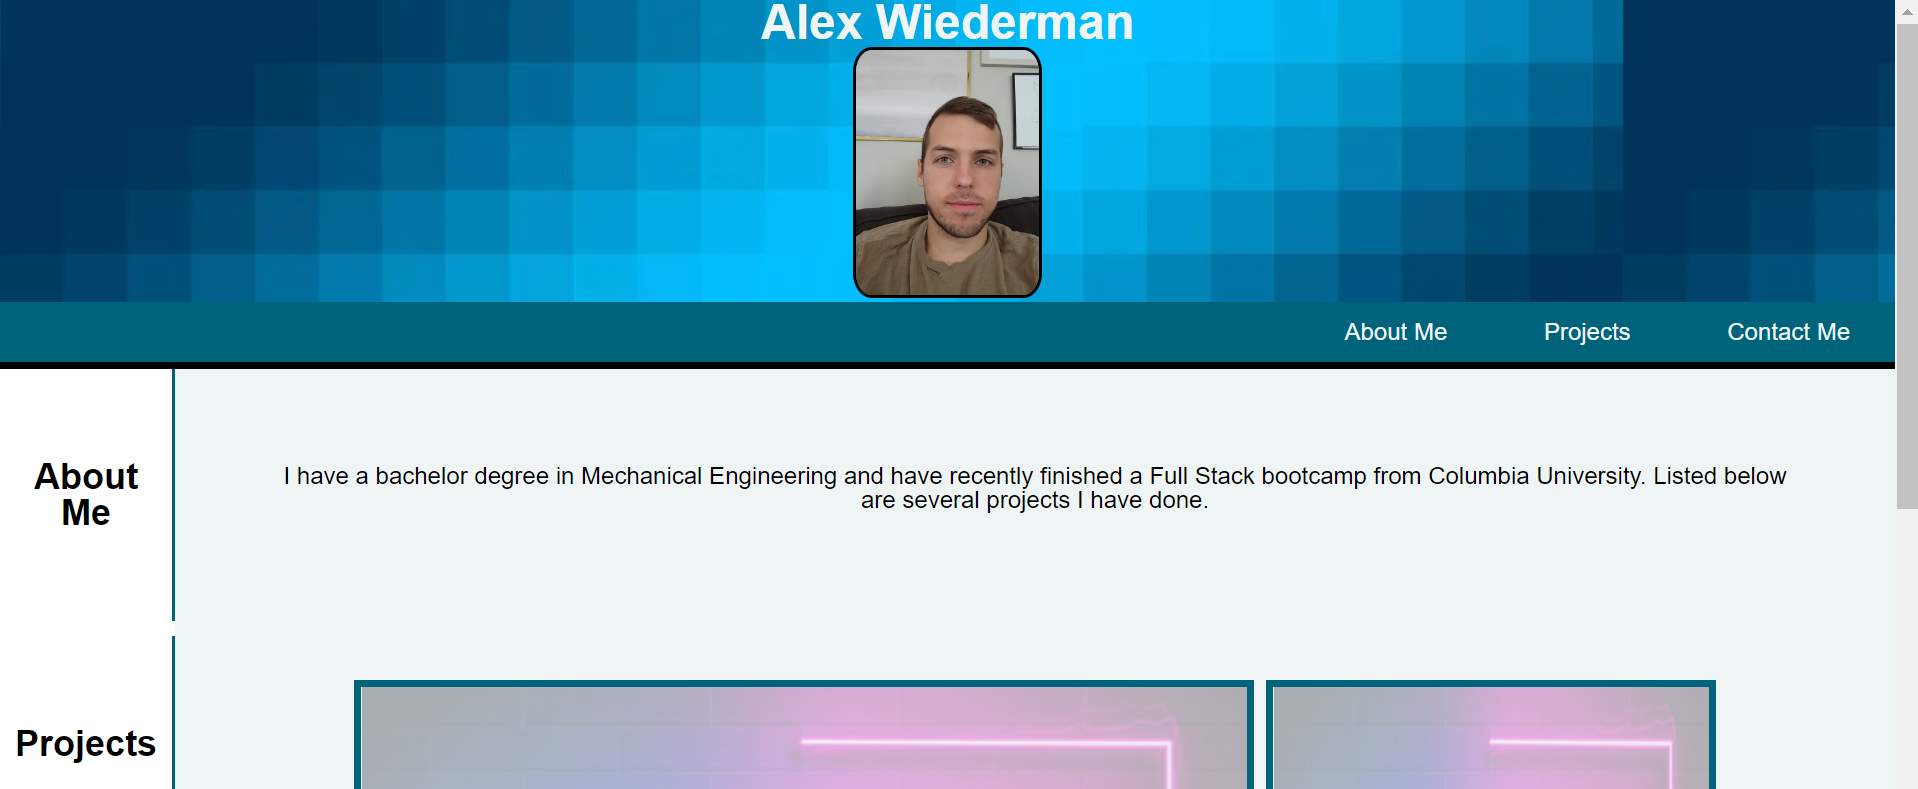 Alex Wiederman
About Me
Projects
Contact Me
About
Me
I have a bachelor degree in Mechanical Engineering and have recently finished a Full Stack bootcamp from Columbia University. Listed below
are several projects I have done.
Projects